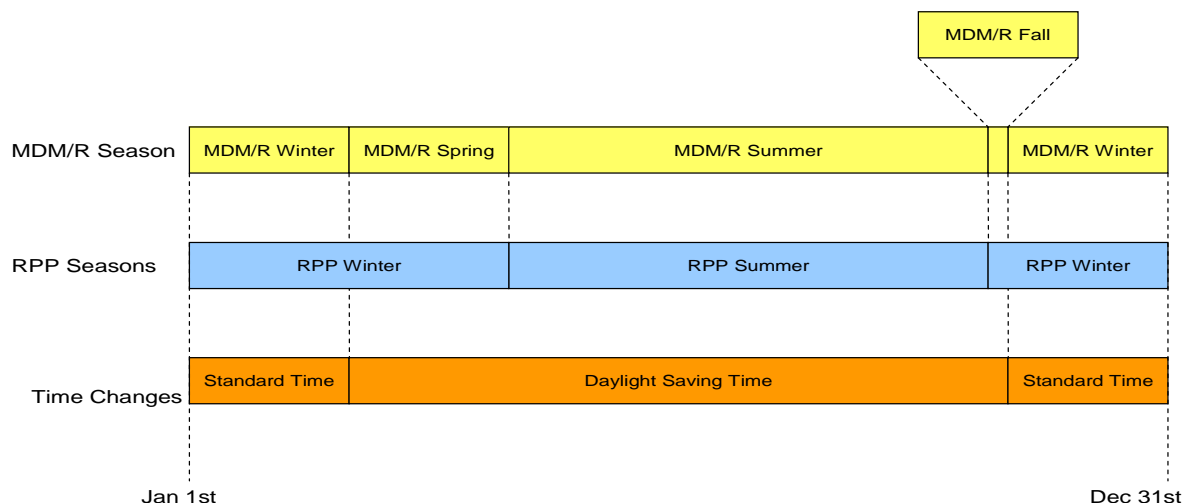 MDM/R Fall
MDM/R Season
MDM/R Winter
MDM/R Spring
MDM/R Summer
MDM/R Winter
RPP Seasons
RPP Winter
RPP Summer
RPP Winter
Time Changes
Standard Time
Daylight Saving Time
Standard Time
Jan 1st
Dec 31st